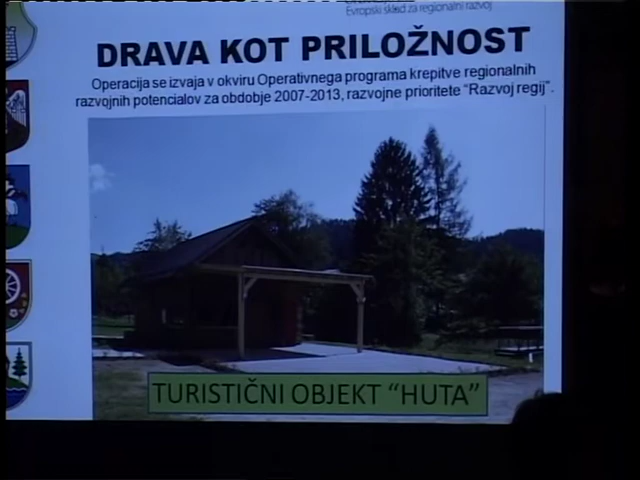 Evropski sklad za regionalni razvoj
DRAVA KOT PRILOŽNOST
Operacija se izvaja v okviru Operativnega programa krepitve regionalnih
razvojnih potencialov za obdobje 2007-2013, razvojne prioritete “Razvoj regij”.
TURISTIČNI OBJEKT “HUTA”